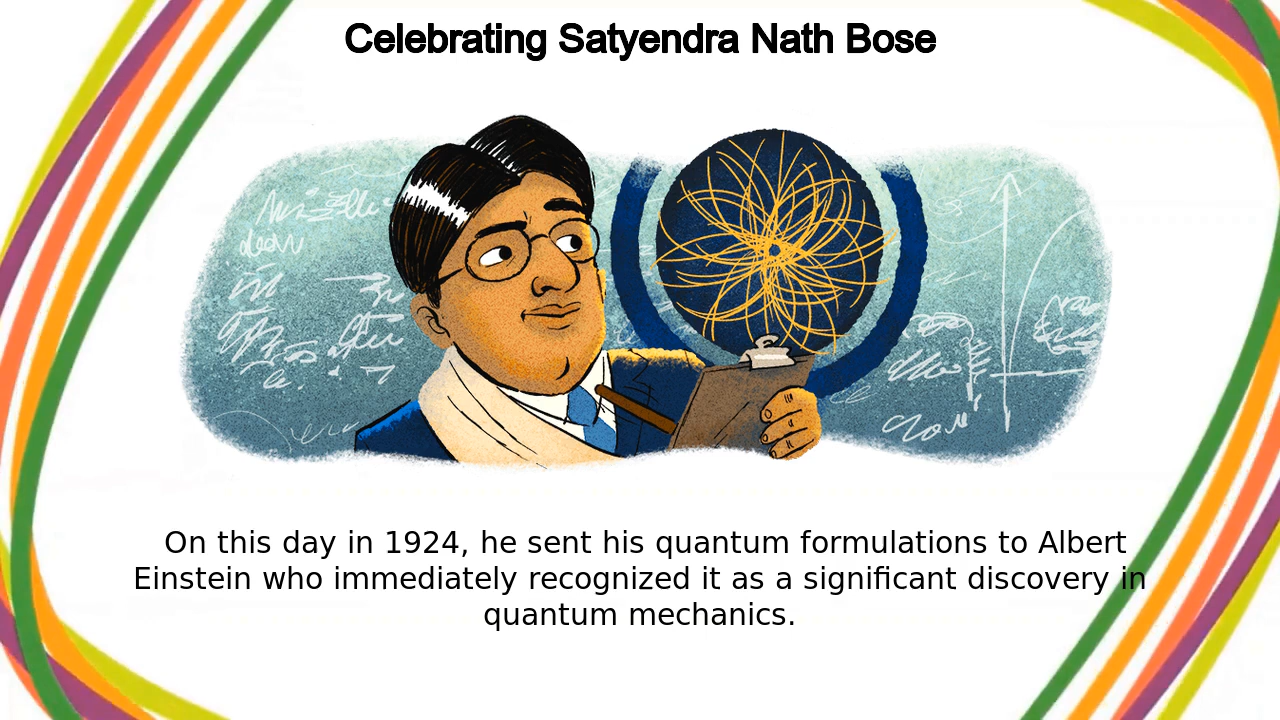 Celebrating Satyendra Nath Bose
On this day in 1924, he sent his quantum formulations to Albert
Einstein who immediately recognized it as a significant discovery in
quantum mechanics.